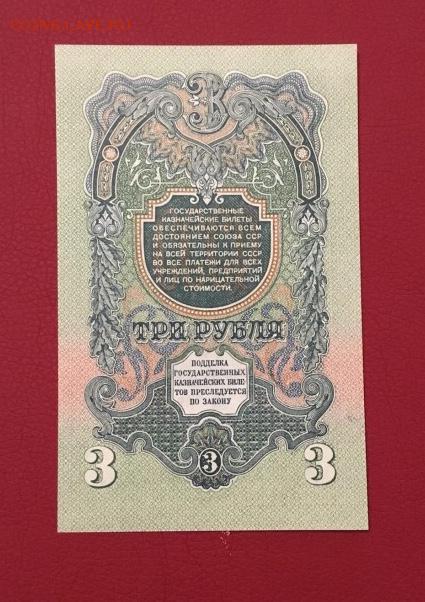 3
ГОСУДАРСТВЕННЫЕ
КАЗНАЧЕЙСКИЕ БИЛЕТЫ
ОБЕСПЕЧИВАЮТСЯ ВСЕМ
ДОСТОЯНИЕМ СОЮЗА ССР
И ОБЯЗАТЕЛЬНЫ К ПРИЕМУ
НА ВСЕЙ ТЕРРИТОРИИ СССР
ВО ВСЕ ПЛАТЕЖИ ДЛЯ ВСЕХ
УЧРЕЖДЕНИЙ, ПРЕДПРИЯТИЙ
И ЛИЦ ПО НАРИЦАТЕЛЬНОЙ
СТОИМОСТИ.
ТРИ РУБЛЯ
ПОДДЕЛКА
ГОСУДАРСТВЕННЫХ
КАЗНАЧЕЙСКИХ БИЛЕ-
ТОВ ПРЕСЛЕДУЕТСЯ
ПО ЗАКОНУ
3 3 3